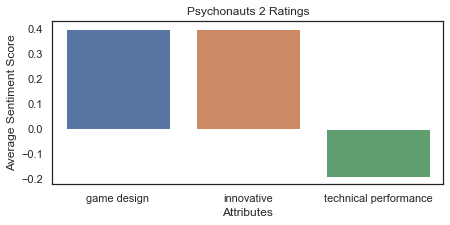 Psychonauts 2 Ratings
Average Sentiment Score
0.4
0.3
0.2
0.1
0.0
−0.1
−0.2
game design innovative technical performance
Attributes